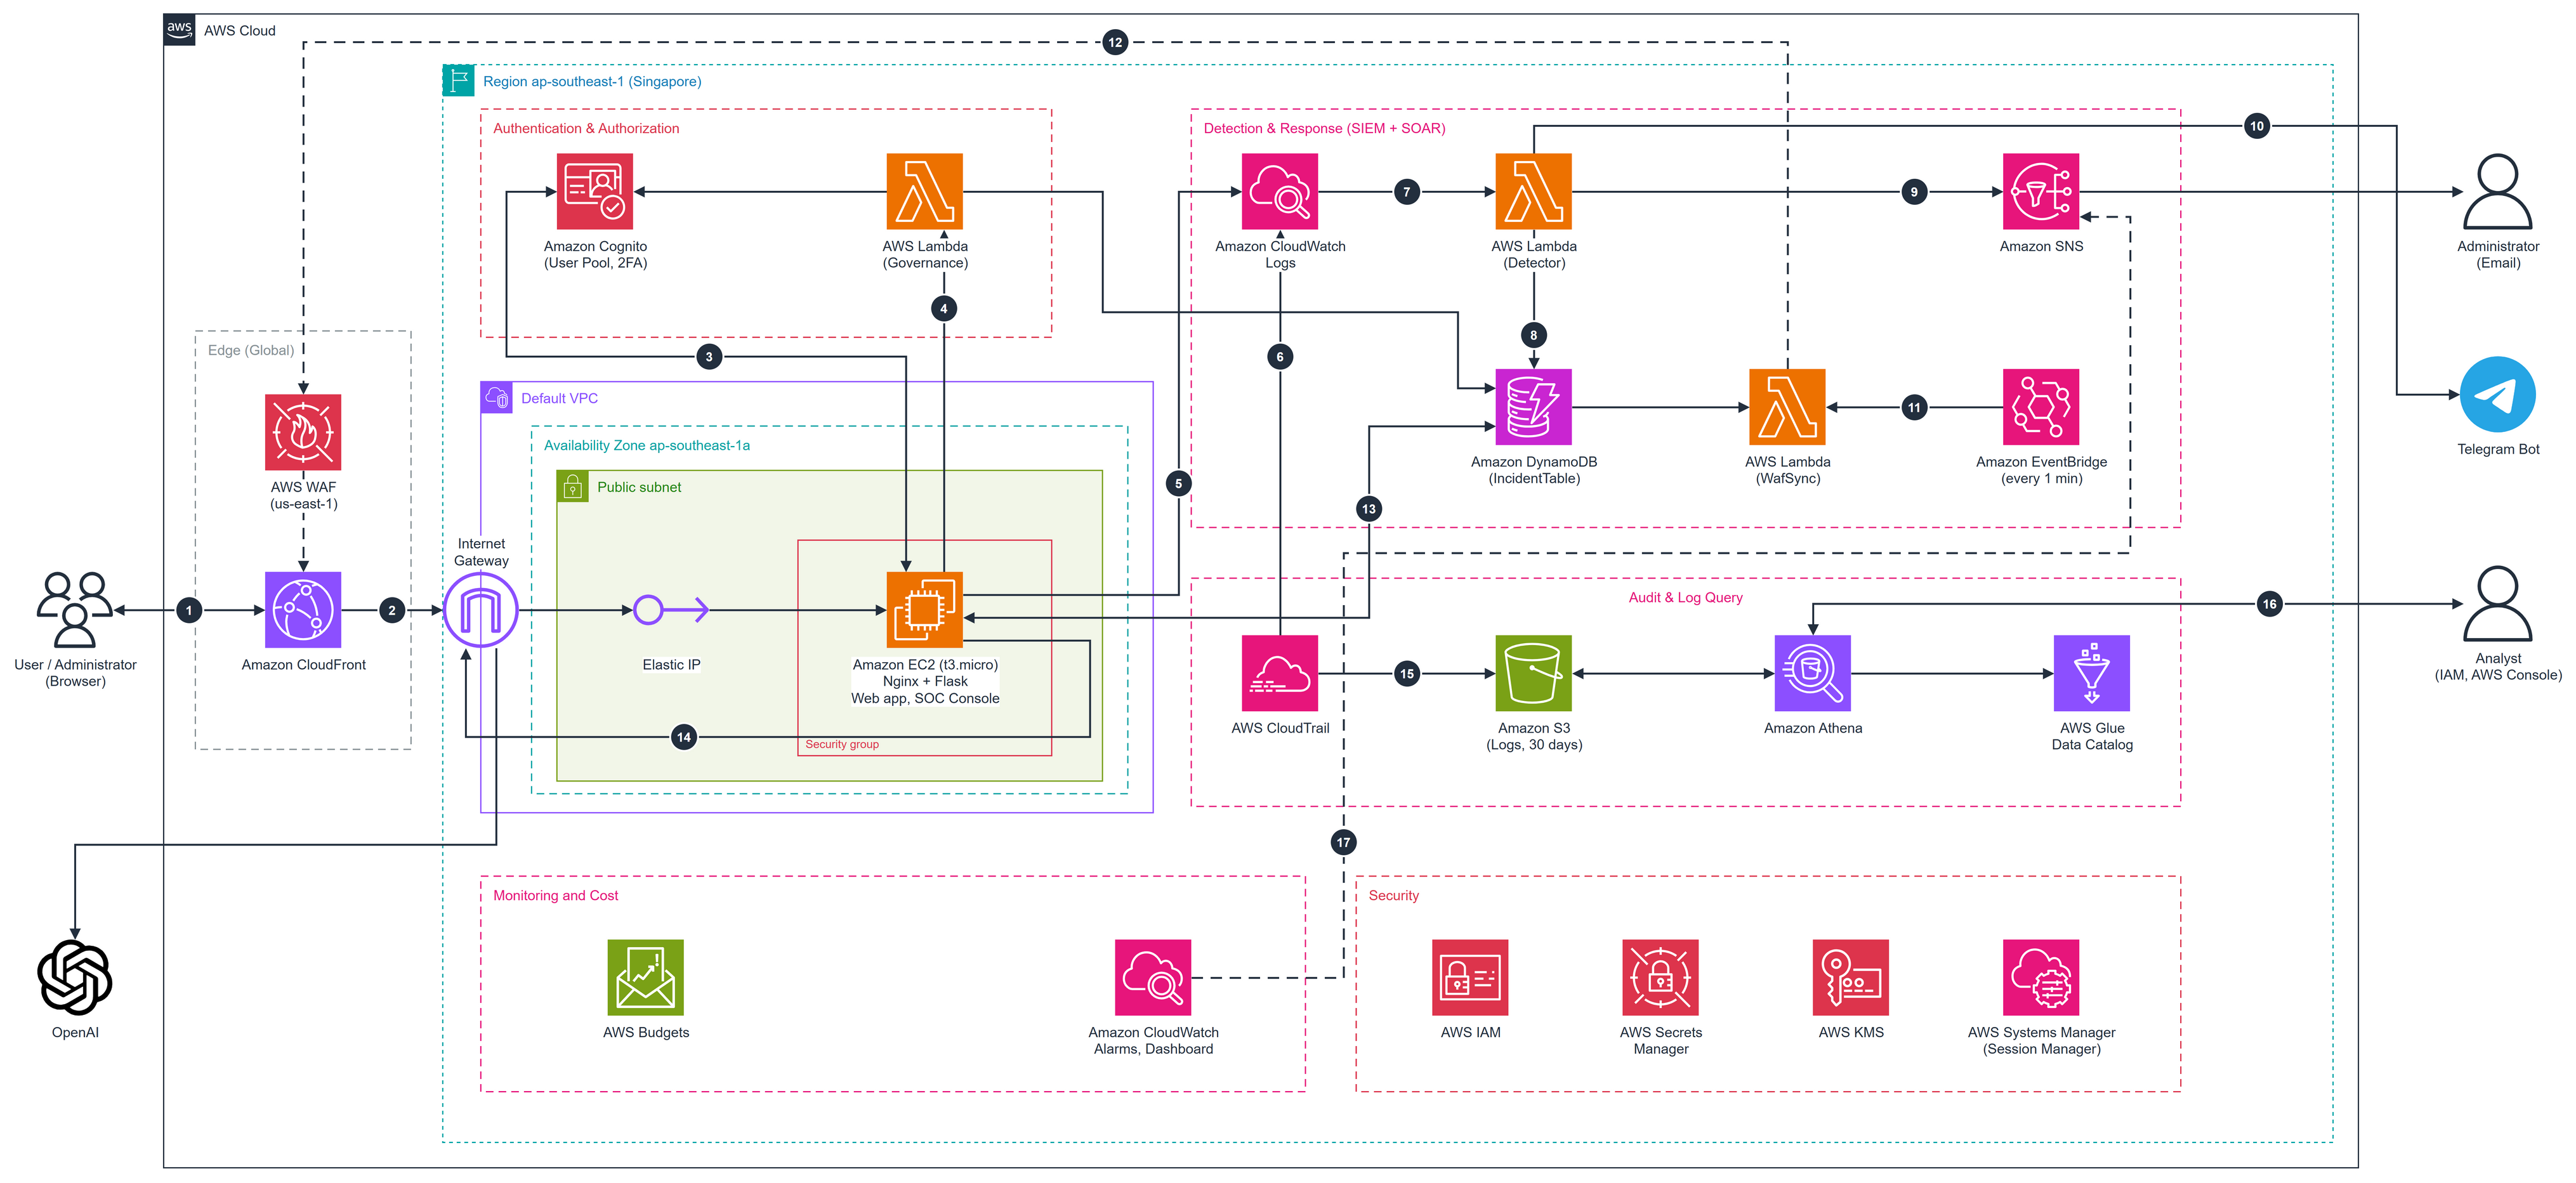 aws
AWS Cloud
12
Region ap-southeast-1 (Singapore)
Authentication & Authorization
Amazon Cognito
(User Pool, 2FA)
AWS Lambda
(Governance)
4
3
Detection & Response (SIEM + SOAR)
10
7
9
Amazon CloudWatch
Logs
AWS Lambda
(Detector)
Amazon SNS
Administrator
(Email)
6
8
11
Amazon DynamoDB
(IncidentTable)
AWS Lambda
(WafSync)
Amazon EventBridge
(every 1 min)
Telegram Bot
5
13
Edge (Global)
AWS WAF
(us-east-1)
Default VPC
Availability Zone ap-southeast-1a
Public subnet
Internet
Gateway
1
2
User / Administrator
(Browser)
Amazon CloudFront
Elastic IP
Amazon EC2 (t3.micro)
Nginx + Flask
Web app, SOC Console
14
Security group
Audit & Log Query
16
15
AWS CloudTrail
Amazon S3
(Logs, 30 days)
Amazon Athena
AWS Glue
Data Catalog
Analyst
(IAM, AWS Console)
17
Monitoring and Cost
AWS Budgets
Amazon CloudWatch
Alarms, Dashboard
Security
AWS IAM
AWS Secrets
Manager
AWS KMS
AWS Systems Manager
(Session Manager)
OpenAI